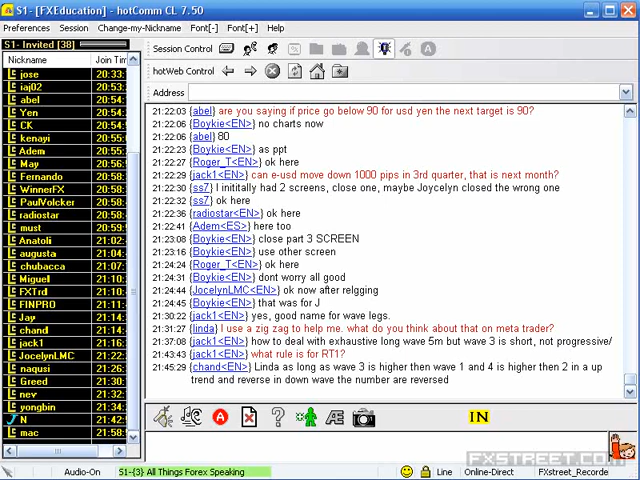 S1- [FXEducation] - hotComm CL 7.50
Preferences Session Change-my-Nickname Font[-] Font[+] Help
S1- Invited [38]
Session Control
Nickname Join Tim
hotWeb Control
Address
jose 20:33:
iaj02 20:53:
abel 20:54:
Yen 20:54:
CK 20:54:
kenayi 20:55:
Adem 20:55:
May 20:56:
Fernando 20:58:
WinnerFX 20:58:
PaulVolcker 20:58:
radiostar 20:58:
must 20:59:
Anatoli 21:02:
augusta 21:04:
chubacca 21:07:
Miguel 21:10:
FXTrd 21:10:
FINPRO 21:11:
Jay 21:14:
chand 21:14:
jack1 21:16:
JocelynLMC 21:22:
naqusi 21:27:
Greed 21:30:
nev 21:32:
yongbin 21:34:
N 21:42:
mac 21:58:
21:22:03 {abel} are you saying if price go below 90 for usd yen the next target is 90?
21:22:06 {Boykie<EN>} no charts now
21:22:06 {abel} 80
21:22:23 {Boykie<EN>} as ppt
21:22:27 {Roger_T<EN>} ok here
21:22:29 {jack1<EN>} can e-usd move down 1000 pips in 3rd quarter, that is next month?
21:22:30 {ss7} I inititally had 2 screens, close one, maybe Joycelyn closed the wrong one
21:22:32 {ss7} ok here
21:22:36 {radiostar<EN>} ok here
21:22:41 {Adem<ES>} here too
21:23:08 {Boykie<EN>} close part 3 SCREEN
21:23:16 {Boykie<EN>} use other screen
21:24:24 {Roger_T<EN>} ok here
21:24:31 {Boykie<EN>} dont worry all good
21:24:44 {JocelynLMC<EN>} ok now after relgging
21:24:45 {Boykie<EN>} that was for J
21:30:22 {jack1<EN>} yes, good name for wave legs.
21:31:27 {linda} I use a zig zag to help me. what do you think about that on meta trader?
21:37:08 {jack1<EN>} how to deal with exhaustive long wave 5m but wave 3 is short, not progressive/
21:43:43 {jack1<EN>} what rule is for RT1?
21:45:29 {chand<EN>} Linda as long as wave 3 is higher then wave 1 and 4 is higher then 2 in a up
trend and reverse in down wave the number are reversed
IN
FXSTREET.COM
Audio-On S1-{3} All Things Forex Speaking Line Online-Direct FXstreet_Recorde